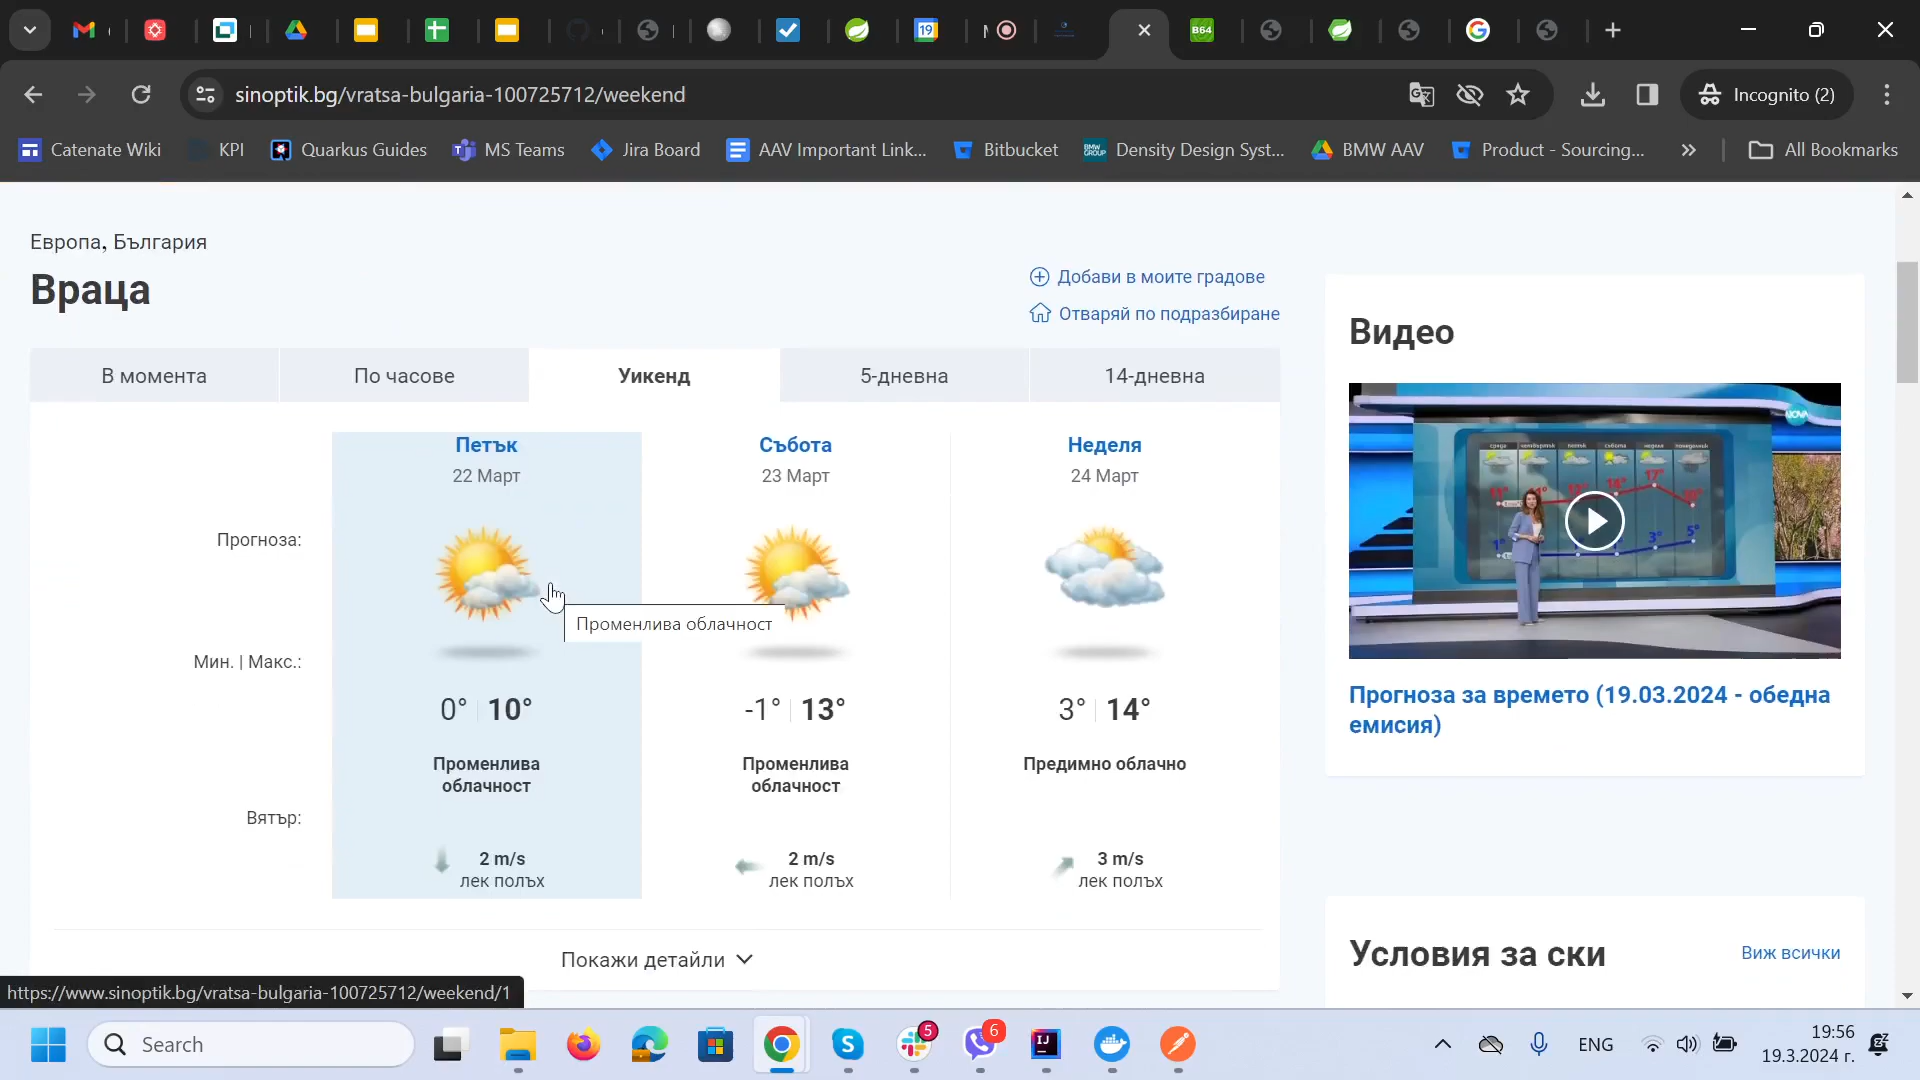 sinoptik.bg/vratsa-bulgaria-100725712/weekend
Incognito (2)
Catenate Wiki
KPI
Quarkus Guides
MS Teams
Jira Board
AAV Important Link...
Bitbucket
Density Design Syst...
BMW AAV
Product - Sourcing...
All Bookmarks
Европа, България
Враца
Добави в моите градове
Отваряй по подразбиране
В момента
По часове
Уикенд
5-дневна
14-дневна
Петък
Събота
Неделя
22 Март
23 Март
24 Март
Прогноза:
Променлива облачност
Мин. | Макс.:
0° 10°
-1° 13°
3° 14°
Променлива
облачност
Променлива
облачност
Предимно облачно
Вятър:
2 m/s
лек полъх
2 m/s
лек полъх
3 m/s
лек полъх
Покажи детайли
Видео
Прогноза за времето (19.03.2024 - обедна
емисия)
Условия за ски
Виж всички
https://www.sinoptik.bg/vratsa-bulgaria-100725712/weekend/1
Search
5
6
ENG
19:56
19.3.2024 г.